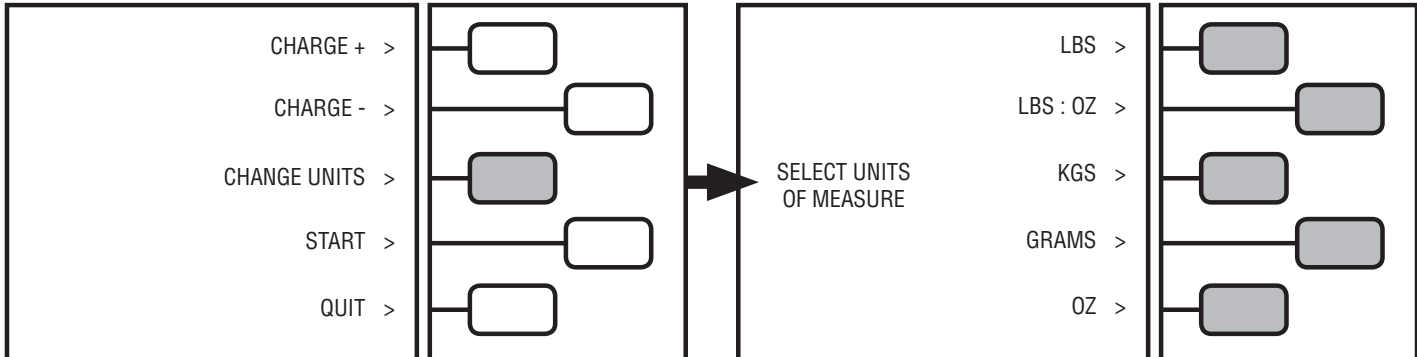 CHARGE + >
CHARGE - >
CHANGE UNITS >
START >
QUIT >
SELECT UNITS
OF MEASURE
LBS >
LBS : OZ >
KGS >
GRAMS >
OZ >